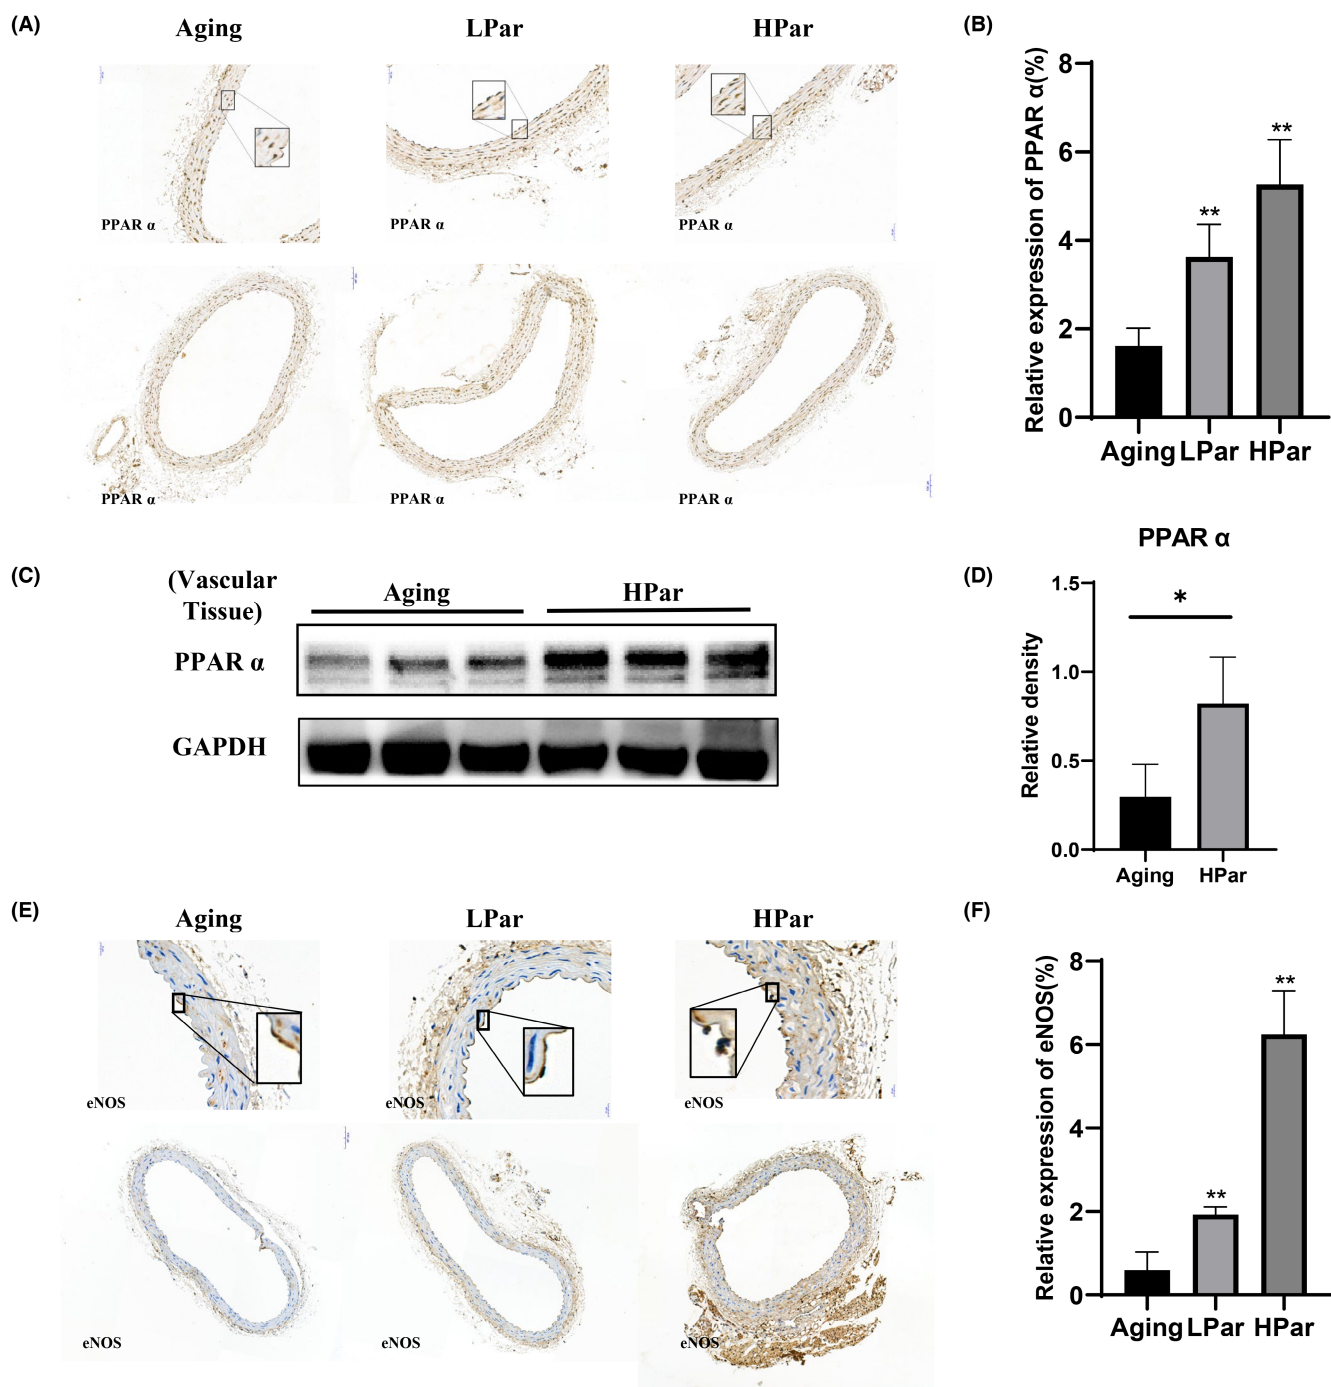 (A)
Aging
LPar
HPar
PPAR α
PPAR α
PPAR α
PPAR α
PPAR α
PPAR α
(B)
Relative expression of PPAR α(%)
8
6
4
2
0
**
**
Aging LPar HPar
(C)
(Vascular
Tissue)
Aging
HPar
PPAR α
GAPDH
(D)
PPAR α
Relative density
1.5
1.0
0.5
0.0
*
Aging HPar
(E)
Aging
LPar
HPar
eNOS
eNOS
eNOS
eNOS
eNOS
eNOS
(F)
Relative expression of eNOS(%)
8
6
4
2
0
**
**
Aging LPar HPar